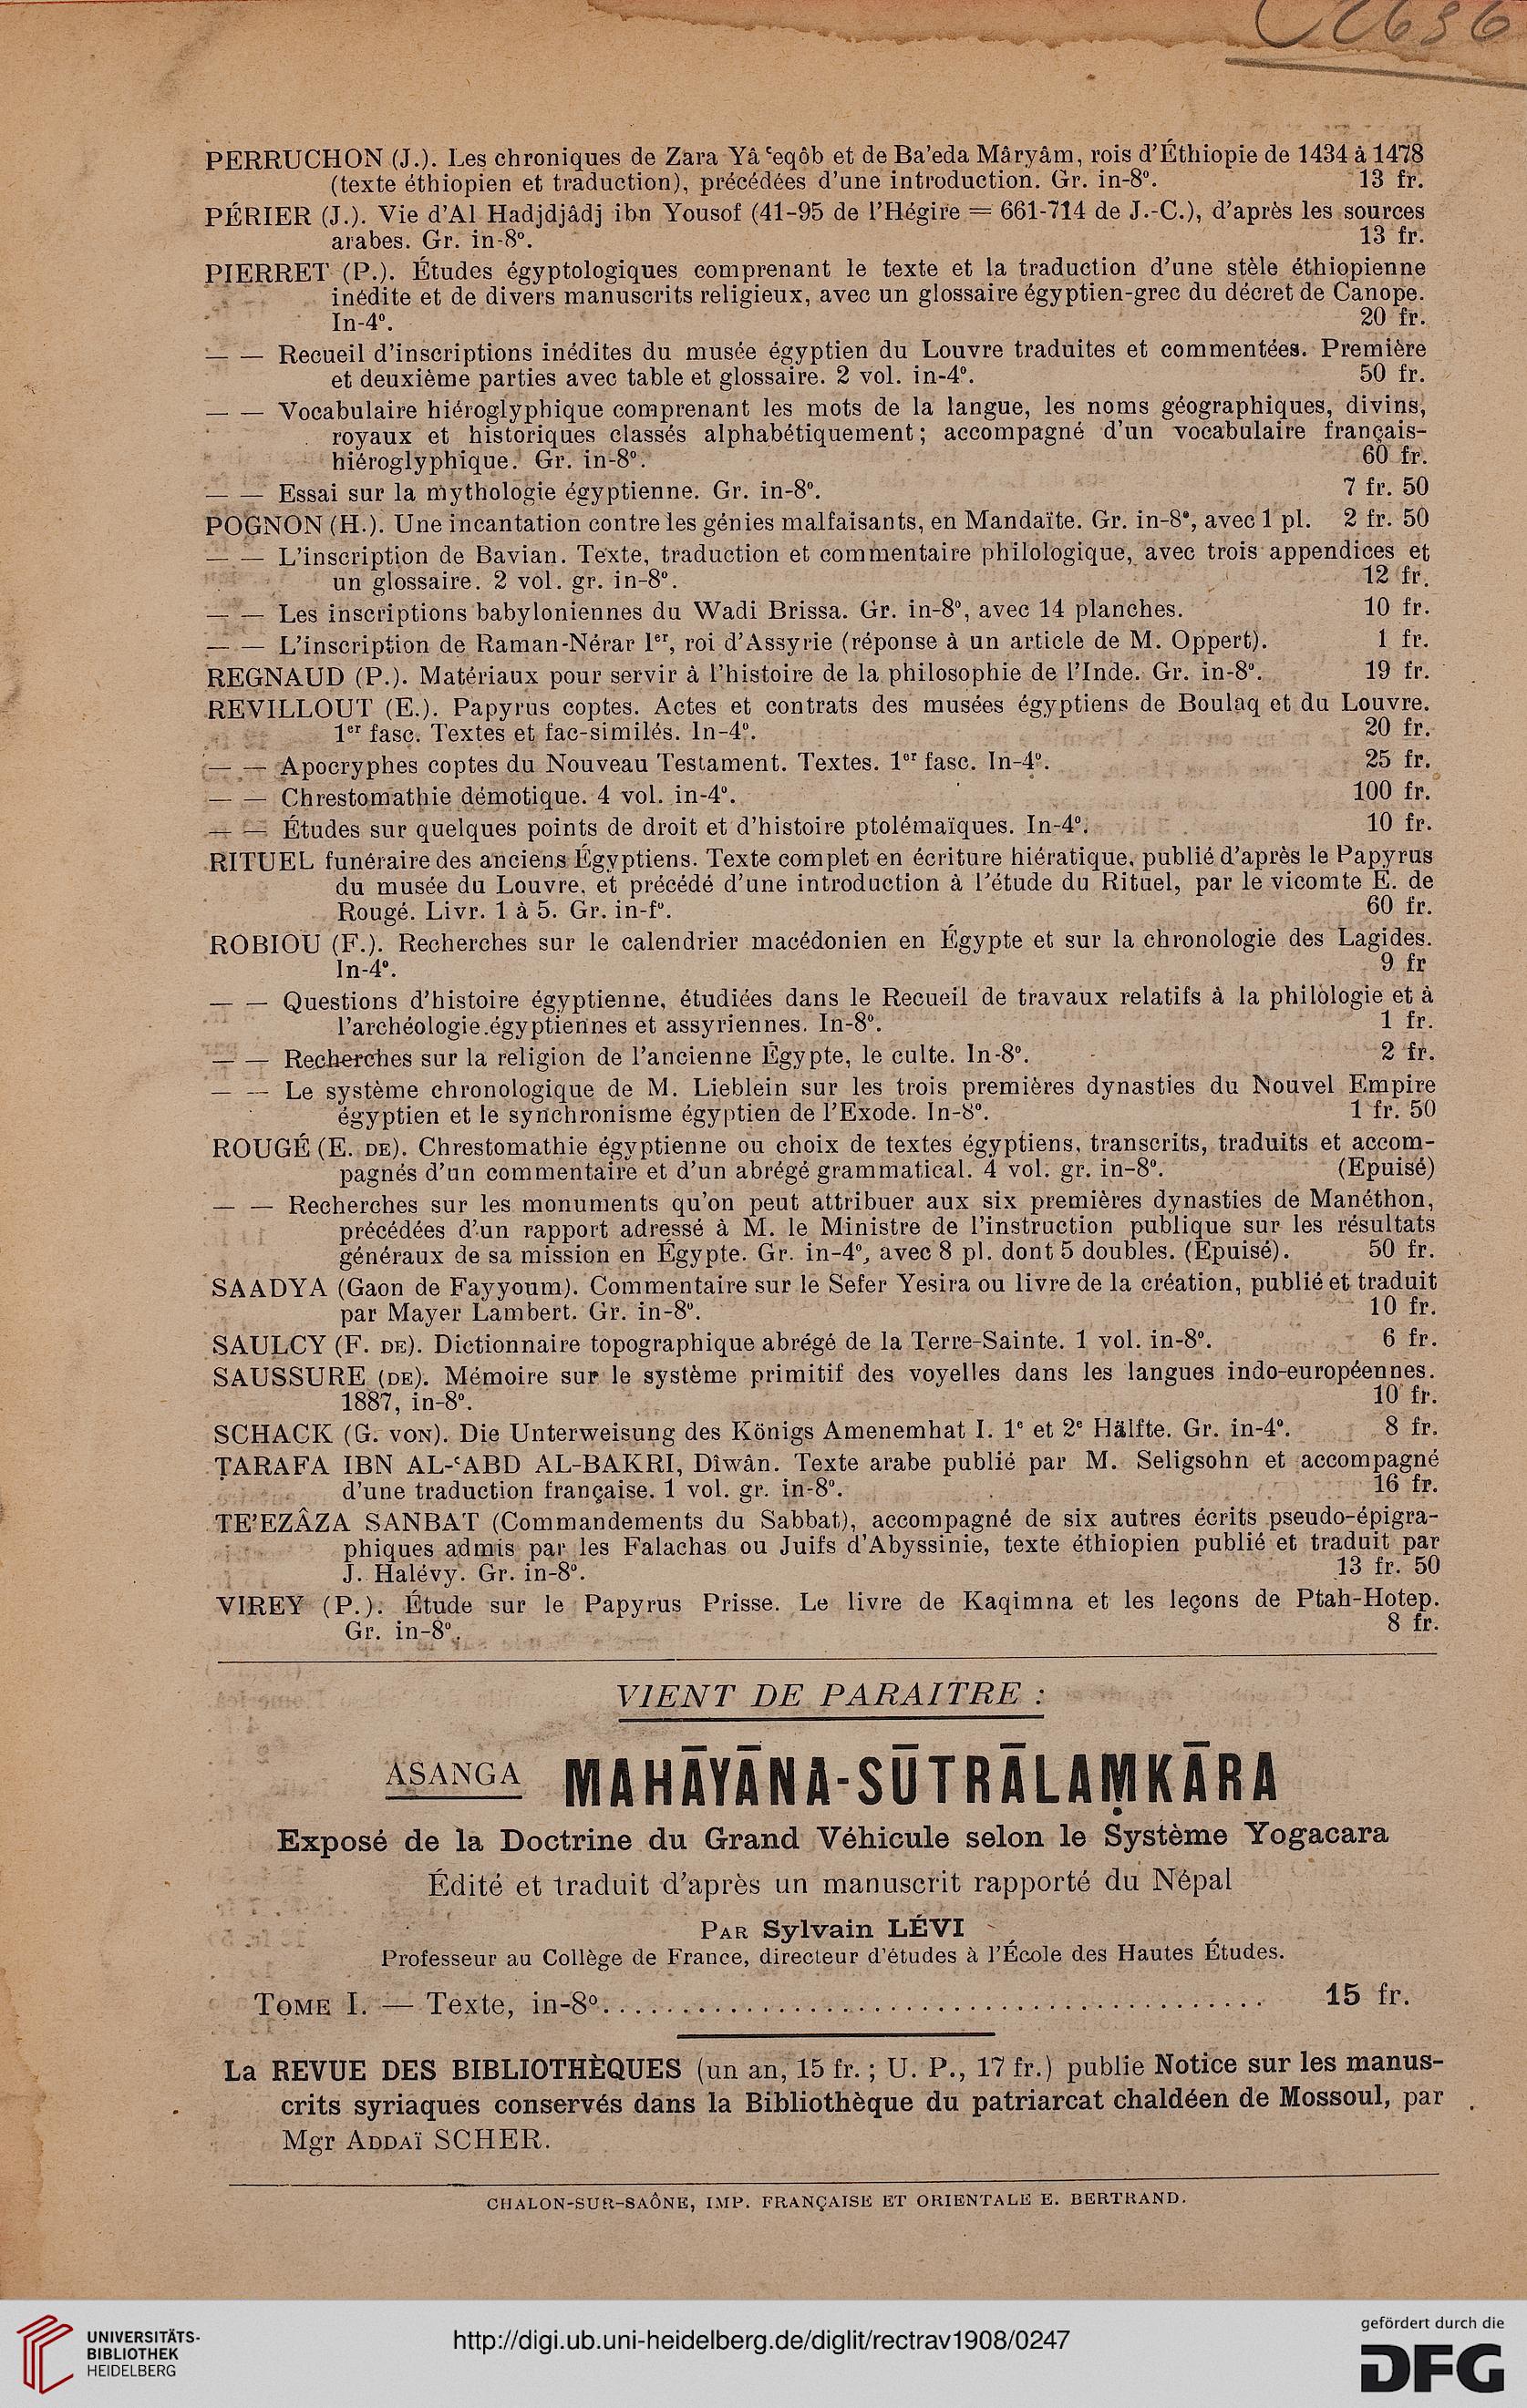 PERRUCHON (J.). Les chroniques de Zara Yâ‘eqôb et de Ba'eda Mâryâm, rois d'Éthiopie de 1434 à 1478
(texte éthiopien et traduction), précédées d'une introduction. Gr. in-8°. 13 fr.
PÉRIER (J.). Vie d'Al Hadjdjâdj ibn Yousof (41-95 de l'Hégire = 661-714 de J.-C.), d'après les sources
arabes. Gr. in-8°. 13 fr.
PIERRET (P.). Études égyptologiques comprenant le texte et la traduction d'une stèle éthiopienne
inédite et de divers manuscrits religieux, avec un glossaire égyptien-grec du décret de Canope.
In-4°. 20 fr.
— — Recueil d'inscriptions inédites du musée égyptien du Louvre traduites et commentées. Première
et deuxième parties avec table et glossaire. 2 vol. in-4°. 50 fr.
— — Vocabulaire hiéroglyphique comprenant les mots de la langue, les noms géographiques, divins,
royaux et historiques classés alphabétiquement; accompagné d'un vocabulaire français-
hiéroglyphique. Gr. in-8°. 60 fr.
— — Essai sur la mythologie égyptienne. Gr. in-8°. 7 fr. 50
POGNON (H.). Une incantation contre les génies malfaisants, en Mandaïte. Gr. in-8°, avec 1 pl. 2 fr. 50
— — L'inscription de Bavian. Texte, traduction et commentaire philologique, avec trois appendices et
un glossaire. 2 vol. gr. in-8°. 12 fr.
— — Les inscriptions babyloniennes du Wadi Brissa. Gr. in-8°, avec 14 planches. 10 fr.
— — L'inscription de Raman-Nérar Ier, roi d'Assyrie (réponse à un article de M. Oppert). 1 fr.
REGNAUD (P.). Matériaux pour servir à l'histoire de la philosophie de l'Inde. Gr. in-8°. 19 fr.
REVILLOUT (E.). Papyrus coptes. Actes et contrats des musées égyptiens de Boulaq et du Louvre.
1er fasc. Textes et fac-similés. In-4°. 20 fr.
— — Apocryphes coptes du Nouveau Testament. Textes. 1er fasc. In-4°. 25 fr.
— — Chrestomathie démotique. 4 vol. in-4°. 100 fr.
— — Études sur quelques points de droit et d'histoire ptolémaïques. In-4°. 10 fr.
RITUEL funéraire des anciens Égyptiens. Texte complet en écriture hiératique, publié d'après le Papyrus
du musée du Louvre, et précédé d'une introduction à l'étude du Rituel, par le vicomte E. de
Rougé. Livr. 1 à 5. Gr. in-f°. 60 fr.
ROBIOU (F.). Recherches sur le calendrier macédonien en Égypte et sur la chronologie des Lagides.
In-4°. 9 fr
— — Questions d'histoire égyptienne, étudiées dans le Recueil de travaux relatifs à la philologie et à
l'archéologie égyptiennes et assyriennes. In-8°. 1 fr.
— — Recherches sur la religion de l'ancienne Égypte, le culte. In-8°. 2 fr.
— — Le système chronologique de M. Lieblein sur les trois premières dynasties du Nouvel Empire
égyptien et le synchronisme égyptien de l'Exode. In-8°. 1 fr. 50
ROUGÉ (E. DE). Chrestomathie égyptienne ou choix de textes égyptiens, transcrits, traduits et accom-
pagnés d'un commentaire et d'un abrégé grammatical. 4 vol. gr. in-8°. (Epuisé)
— — Recherches sur les monuments qu'on peut attribuer aux six premières dynasties de Manéthon,
précédées d'un rapport adressé à M. le Ministre de l'instruction publique sur les résultats
généraux de sa mission en Égypte. Gr. in-4°, avec 8 pl. dont 5 doubles. (Epuisé). 50 fr.
SAADYA (Gaon de Fayyoum). Commentaire sur le Sefer Yesira ou livre de la création, publié et traduit
par Mayer Lambert. Gr. in-8°. 10 fr.
SAULCY (F. DE). Dictionnaire topographique abrégé de la Terre-Sainte. 1 vol. in-8°. 6 fr.
SAUSSURE (DE). Mémoire sur le système primitif des voyelles dans les langues indo-européennes.
1887, in-8°. 10 fr.
SCHACK (G. VON). Die Unterweisung des Königs Amenemhat I. 1e et 2e Hälfte. Gr. in-4°. 8 fr.
TARAFA IBN AL-‘ABD AL-BAKRI, Dîwân. Texte arabe publié par M. Seligsohn et accompagné
d'une traduction française. 1 vol. gr. in-8°. 16 fr.
TE'EZÂZA SANBAT (Commandements du Sabbat), accompagné de six autres écrits pseudo-épigra-
phiques admis par les Falachas ou Juifs d'Abyssinie, texte éthiopien publié et traduit par
J. Halévy. Gr. in-8°. 13 fr. 50
VIREY (P.). Étude sur le Papyrus Prisse. Le livre de Kaqimna et les leçons de Ptah-Hotep.
Gr. in-8°. 8 fr.
VIENT DE PARAITRE :
ASANGA MAHĀYĀNA-SŪTRĀLAṂKĀRA
Exposé de la Doctrine du Grand Véhicule selon le Système Yogacara
Édité et traduit d'après un manuscrit rapporté du Népal
PAR Sylvain LÉVI
Professeur au Collège de France, directeur d'études à l'École des Hautes Études.
TOME I. — Texte, in-8°........................................ 15 fr.
La REVUE DES BIBLIOTHÈQUES (un an, 15 fr. ; U. P., 17 fr.) publie Notice sur les manus-
crits syriaques conservés dans la Bibliothèque du patriarcat chaldéen de Mossoul, par
Mgr ADDAÏ SCHER.
CHALON-SUR-SAÔNE, IMP. FRANÇAISE ET ORIENTALE E. BERTRAND.
UNIVERSITÄTS-
BIBLIOTHEK
HEIDELBERG
http://digi.ub.uni-heidelberg.de/diglit/rectrav1908/0247
gefördert durch die
DFG